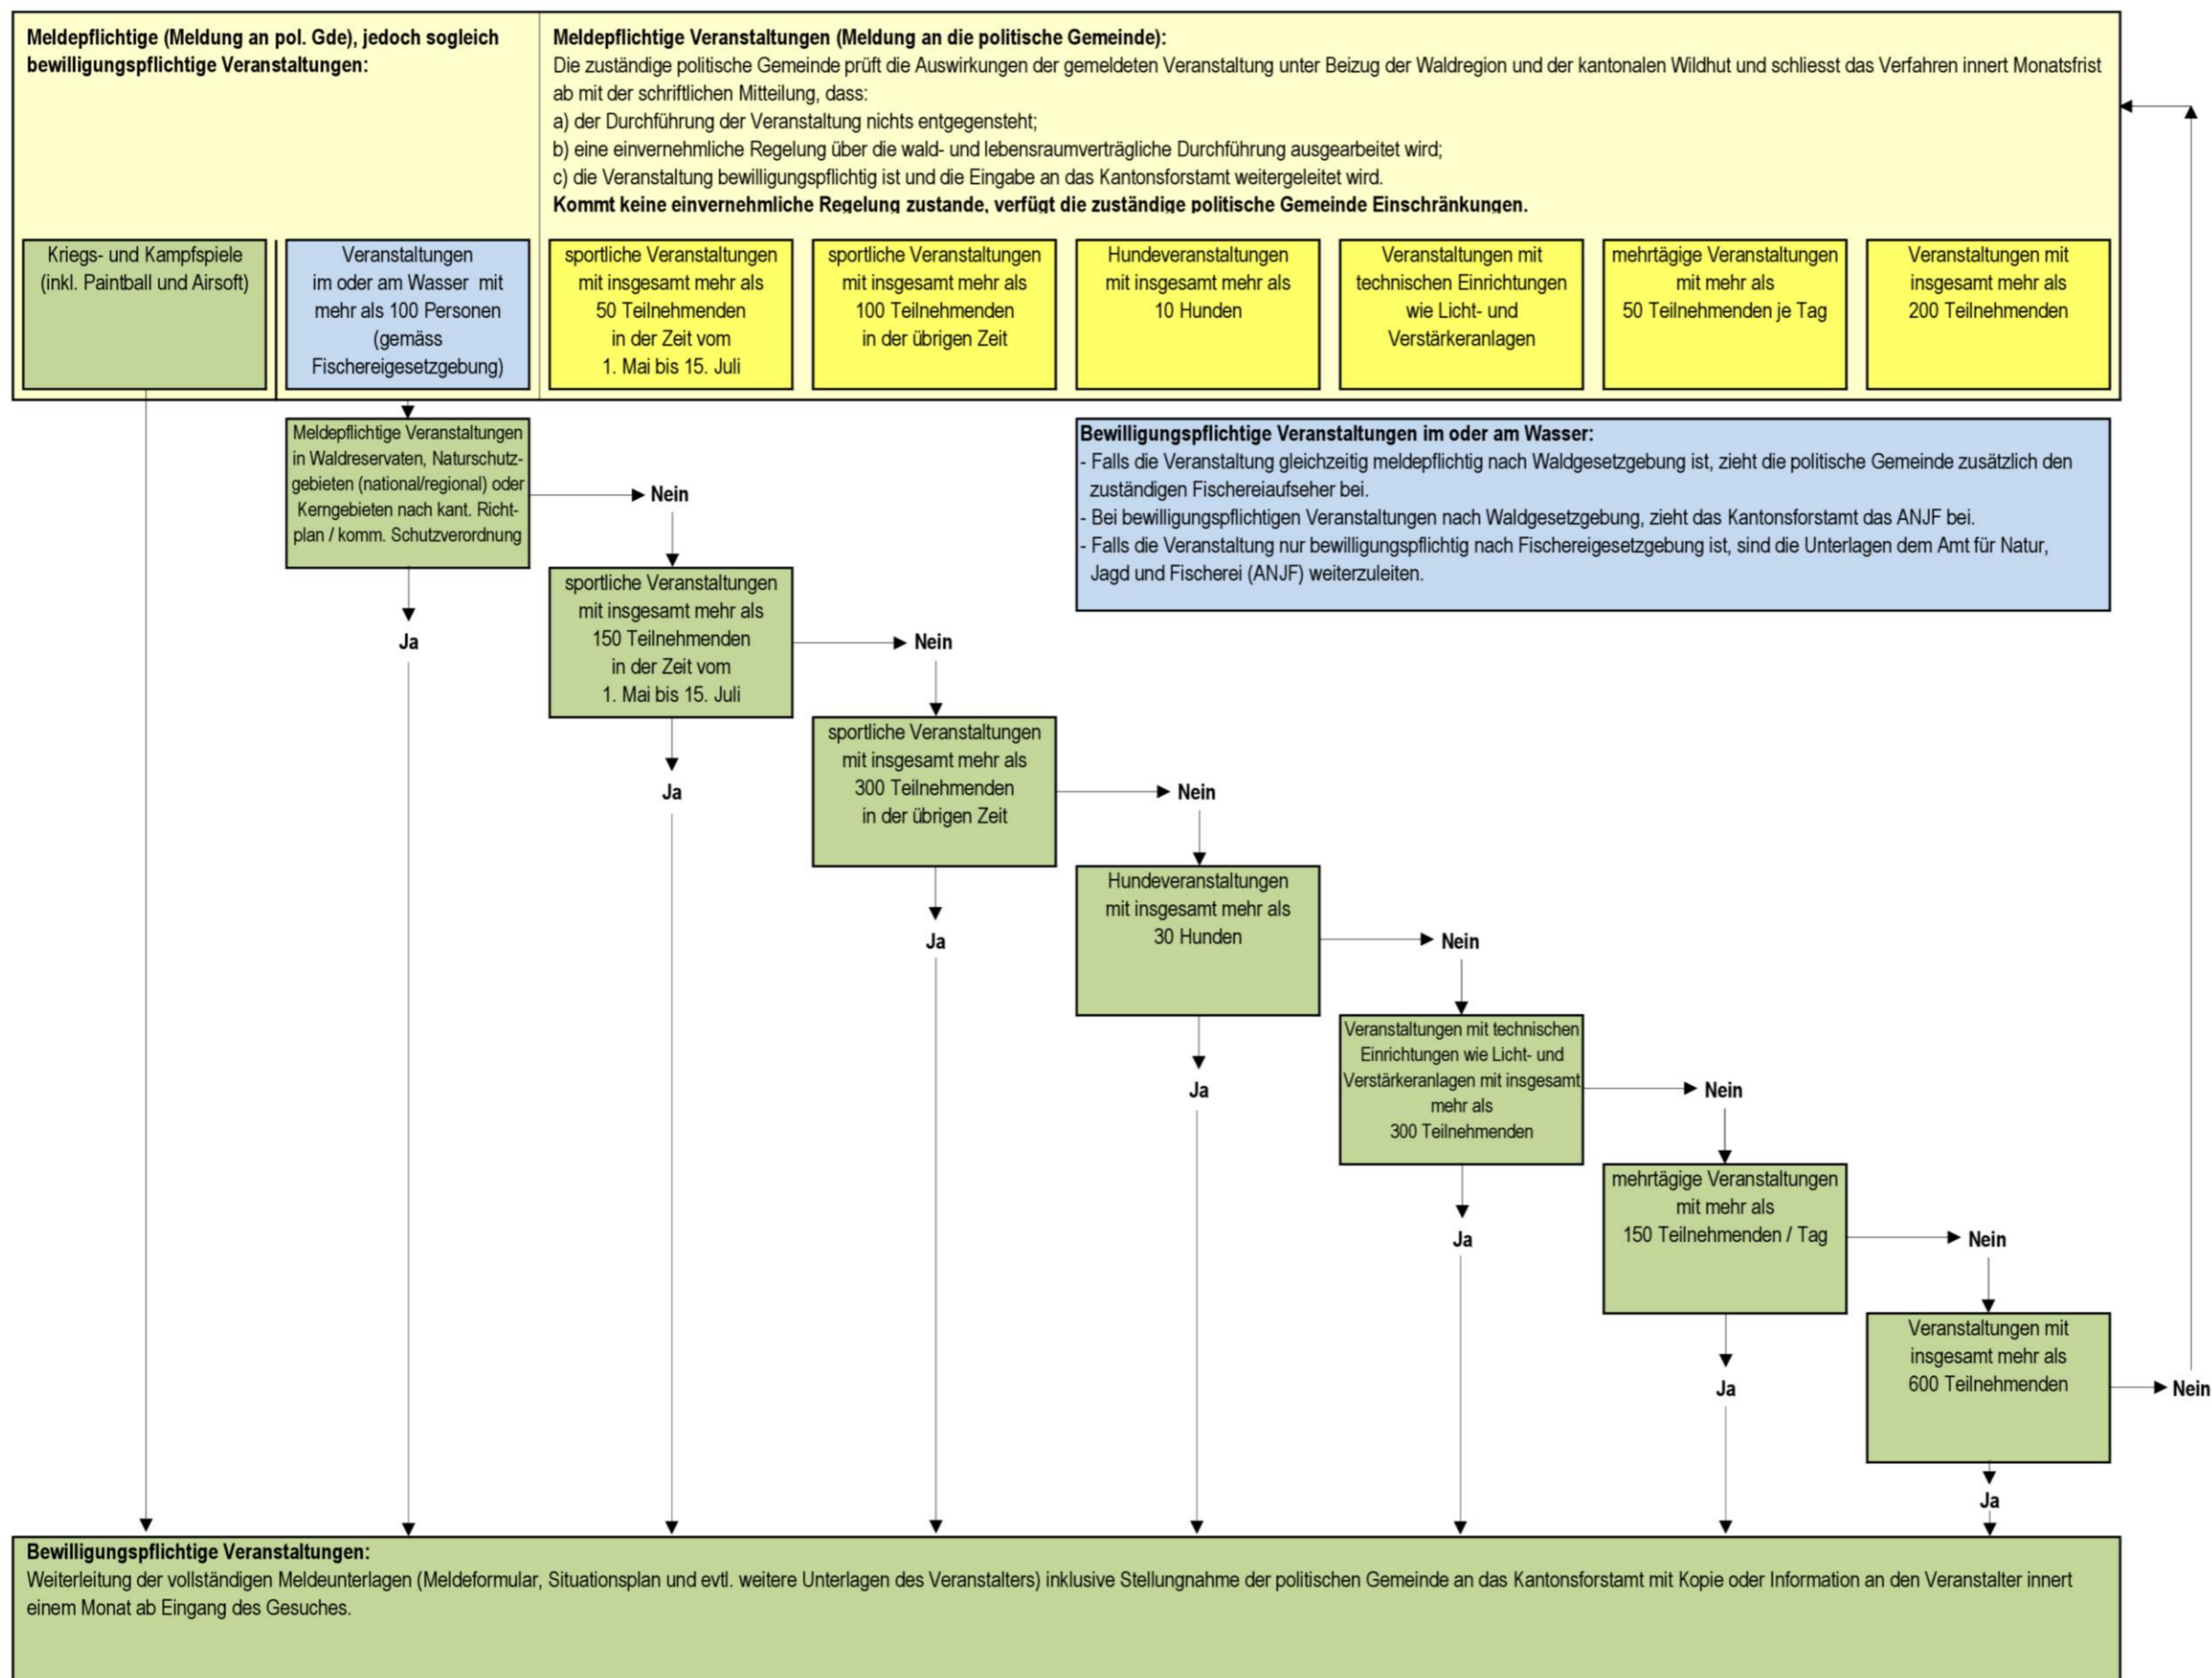 Meldepflichtige (Meldung an pol. Gde), jedoch sogleich
bewilligungspflichtige Veranstaltungen:
Meldepflichtige Veranstaltungen (Meldung an die politische Gemeinde):
Die zuständige politische Gemeinde prüft die Auswirkungen der gemeldeten Veranstaltung unter Beizug der Waldregion und der kantonalen Wildhut und schliesst das Verfahren innert Monatsfrist
ab mit der schriftlichen Mitteilung, dass:
a) der Durchführung der Veranstaltung nichts entgegensteht;
b) eine einvernehmliche Regelung über die wald- und lebensraumverträgliche Durchführung ausgearbeitet wird;
c) die Veranstaltung bewilligungspflichtig ist und die Eingabe an das Kantonsforstamt weitergeleitet wird.
Kommt keine einvernehmliche Regelung zustande, verfügt die zuständige politische Gemeinde Einschränkungen.
Kriegs- und Kampfspiele
(inkl. Paintball und Airsoft)
Veranstaltungen
im oder am Wasser mit
mehr als 100 Personen
(gemäss
Fischereigesetzgebung)
sportliche Veranstaltungen
mit insgesamt mehr als
50 Teilnehmenden
in der Zeit vom
1. Mai bis 15. Juli
sportliche Veranstaltungen
mit insgesamt mehr als
100 Teilnehmenden
in der übrigen Zeit
Hundeveranstaltungen
mit insgesamt mehr als
10 Hunden
Veranstaltungen mit
technischen Einrichtungen
wie Licht- und
Verstärkeranlagen
mehrtägige Veranstaltungen
mit mehr als
50 Teilnehmenden je Tag
Veranstaltungen mit
insgesamt mehr als
200 Teilnehmenden
Meldepflichtige Veranstaltungen
in Waldreservaten, Naturschutz-
gebieten (national/regional) oder
Kerngebieten nach kant. Richt-
plan / komm. Schutzverordnung
Nein
Ja
Bewilligungspflichtige Veranstaltungen im oder am Wasser:
- Falls die Veranstaltung gleichzeitig meldepflichtig nach Waldgesetzgebung ist, zieht die politische Gemeinde zusätzlich den
zuständigen Fischereiaufseher bei.
- Bei bewilligungspflichtigen Veranstaltungen nach Waldgesetzgebung, zieht das Kantonsforstamt das ANJF bei.
- Falls die Veranstaltung nur bewilligungspflichtig nach Fischereigesetzgebung ist, sind die Unterlagen dem Amt für Natur,
Jagd und Fischerei (ANJF) weiterzuleiten.
sportliche Veranstaltungen
mit insgesamt mehr als
150 Teilnehmenden
in der Zeit vom
1. Mai bis 15. Juli
Nein
Ja
sportliche Veranstaltungen
mit insgesamt mehr als
300 Teilnehmenden
in der übrigen Zeit
Nein
Ja
Hundeveranstaltungen
mit insgesamt mehr als
30 Hunden
Nein
Ja
Veranstaltungen mit technischen
Einrichtungen wie Licht- und
Verstärkeranlagen mit insgesamt
mehr als
300 Teilnehmenden
Nein
Ja
mehrtägige Veranstaltungen
mit mehr als
150 Teilnehmenden / Tag
Nein
Ja
Veranstaltungen mit
insgesamt mehr als
600 Teilnehmenden
Nein
Ja
Bewilligungspflichtige Veranstaltungen:
Weiterleitung der vollständigen Meldeunterlagen (Meldeformular, Situationsplan und evtl. weitere Unterlagen des Veranstalters) inklusive Stellungnahme der politischen Gemeinde an das Kantonsforstamt mit Kopie oder Information an den Veranstalter innert
einem Monat ab Eingang des Gesuches.